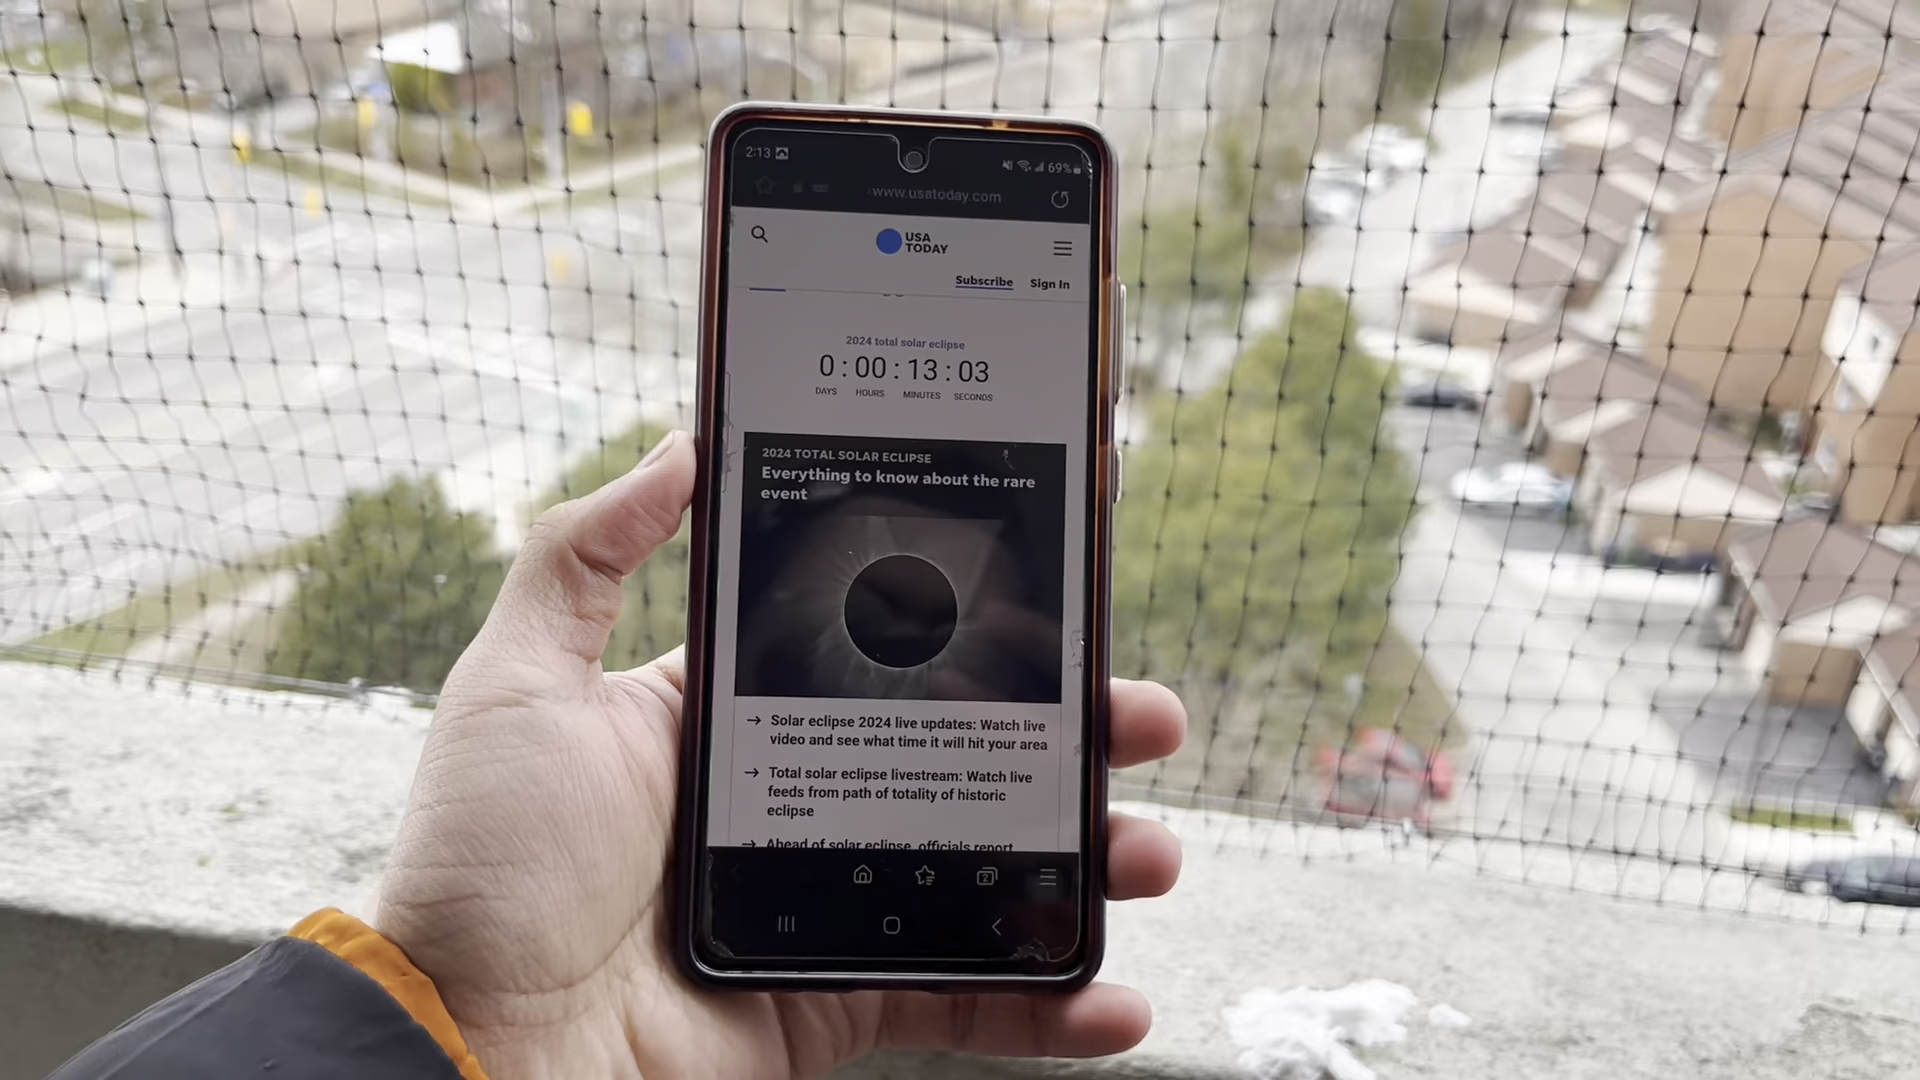 2:13
69%
www.usatoday.com
USA
TODAY
Subscribe Sign In
2024 total solar eclipse
0 : 00 : 13 : 03
DAYS HOURS MINUTES SECONDS
2024 TOTAL SOLAR ECLIPSE
Everything to know about the rare
event
→ Solar eclipse 2024 live updates: Watch live
video and see what time it will hit your area
→ Total solar eclipse livestream: Watch live
feeds from path of totality of historic
eclipse
→ Ahead of solar eclipse, officials report
2